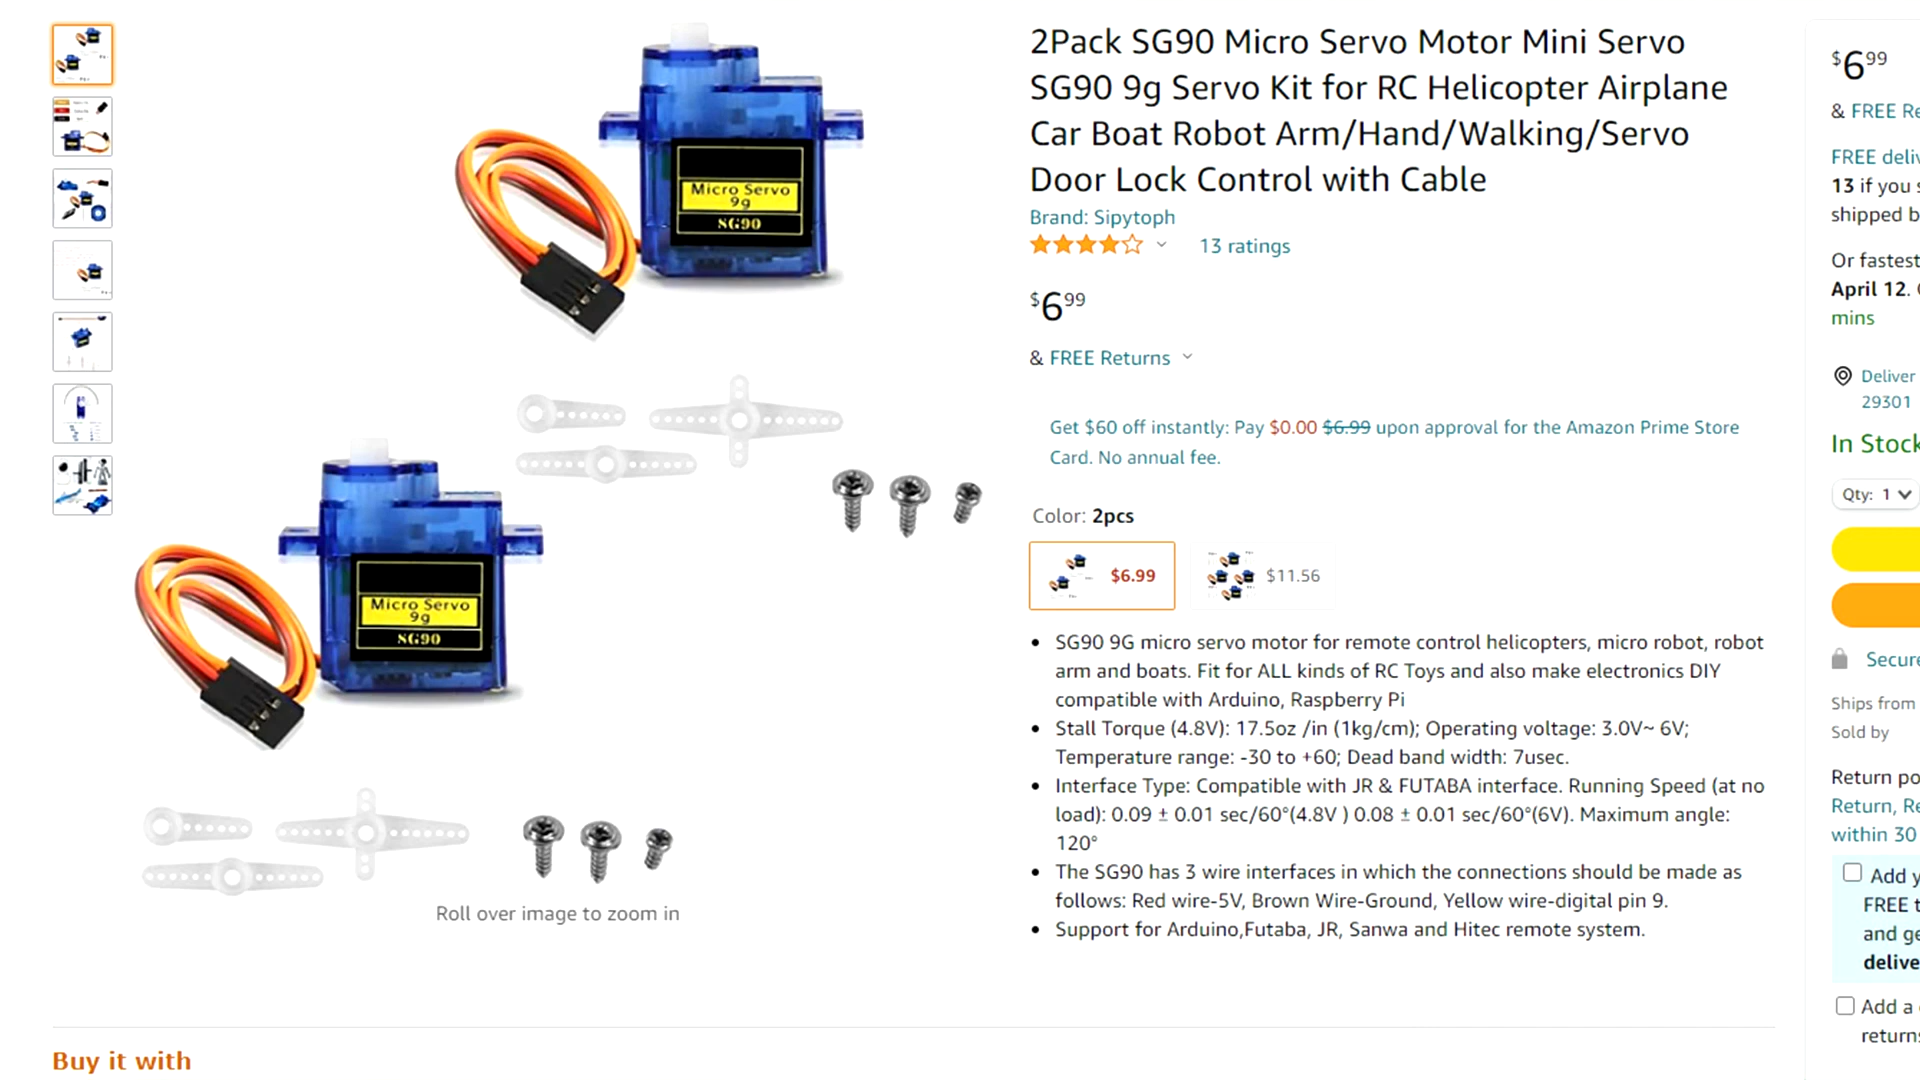 2Pack SG90 Micro Servo Motor Mini Servo
SG90 9g Servo Kit for RC Helicopter Airplane
Car Boat Robot Arm/Hand/Walking/Servo
Door Lock Control with Cable
Brand: Sipytoph
13 ratings
$6.99
& FREE Returns
Get $60 off instantly: Pay $0.00 $6.99 upon approval for the Amazon Prime Store
Card. No annual fee.
Color: 2pcs
$6.99
$11.56
• SG90 9G micro servo motor for remote control helicopters, micro robot, robot
arm and boats. Fit for ALL kinds of RC Toys and also make electronics DIY
compatible with Arduino, Raspberry Pi
• Stall Torque (4.8V): 17.5oz /in (1kg/cm); Operating voltage: 3.0V~ 6V;
Temperature range: -30 to +60; Dead band width: 7usec.
• Interface Type: Compatible with JR & FUTABA interface. Running Speed (at no
load): 0.09 ± 0.01 sec/60°(4.8V ) 0.08 ± 0.01 sec/60°(6V). Maximum angle:
120°
• The SG90 has 3 wire interfaces in which the connections should be made as
follows: Red wire-5V, Brown Wire-Ground, Yellow wire-digital pin 9.
• Support for Arduino,Futaba, JR, Sanwa and Hitec remote system.
Micro Servo
9g
SG90
Micro Servo
9g
SG90
Roll over image to zoom in
Buy it with
$6.99
& FREE Re
FREE deliv
13 if you s
shipped b
Or fastest
April 12.
mins
Deliver
29301
In Stock
Qty: 1
Secure
Ships from
Sold by
Return po
Return, Re
within 30
Add y
FREE t
and ge
delive
Add a
returns